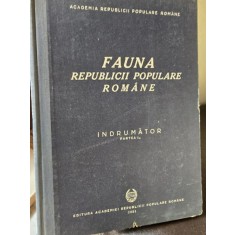 ACADEMIA REPUBLICII POPULARE ROMÂNE
FAUNA
REPUBLICII POPULARE
ROMÂNE
INDRUMĂTOR
EDITURA ACADEMIEI REPUBLICII POPULARE ROMÂNE